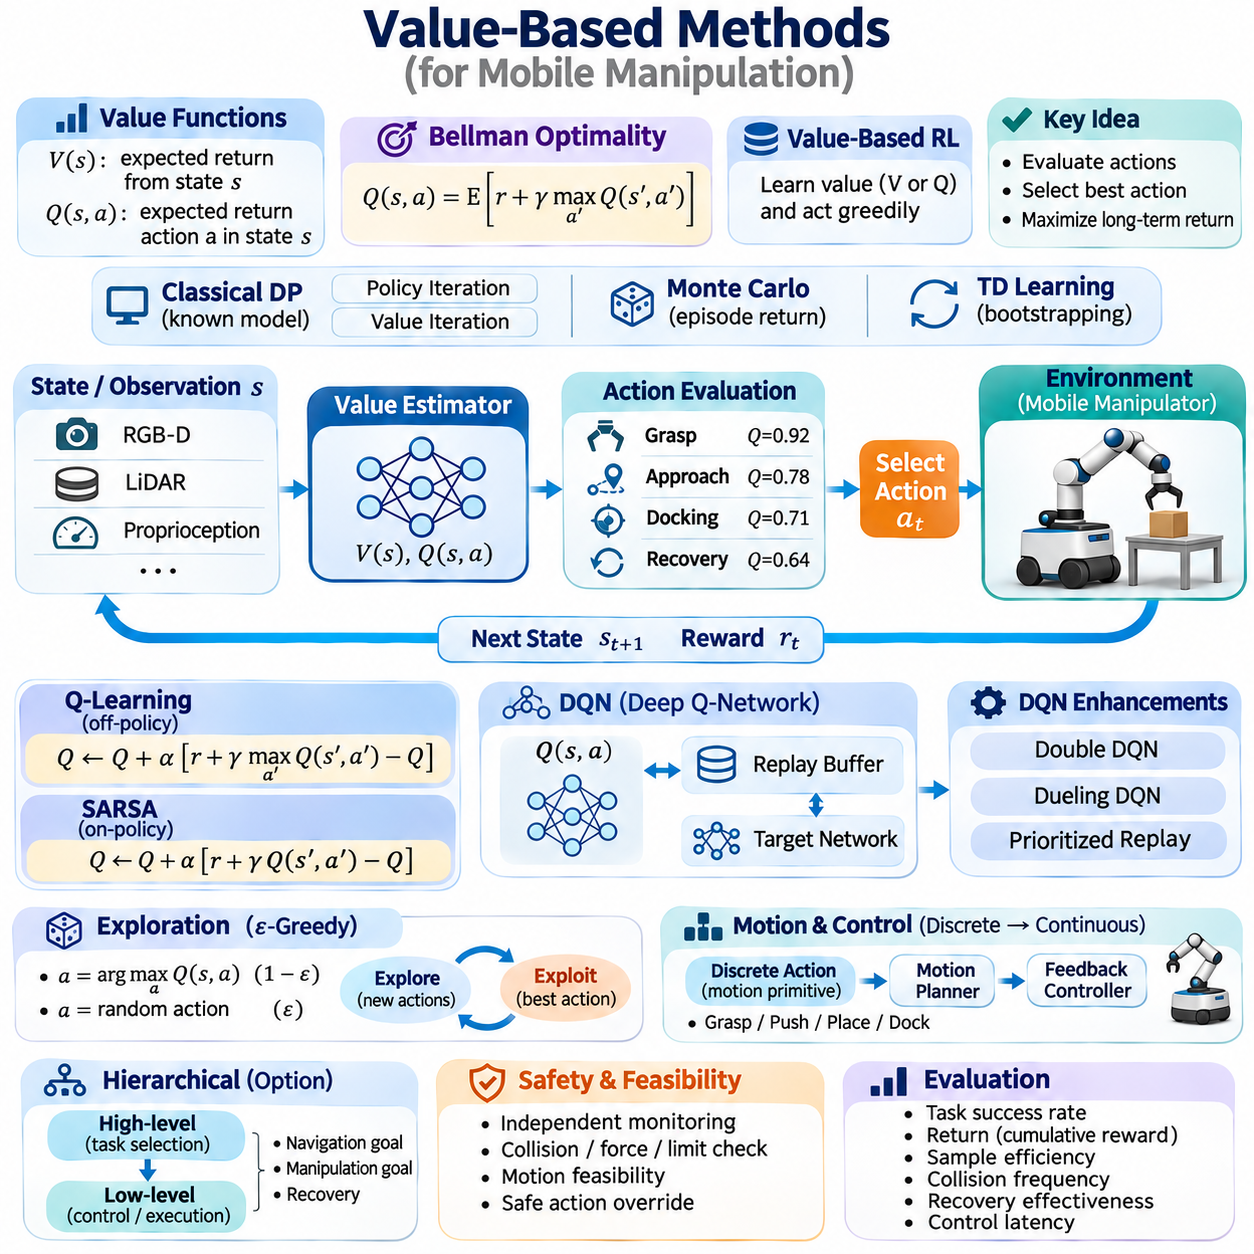 Value-Based Methods
(for Mobile Manipulation)
Value Functions
V(s): expected return
from state s
Q(s, a): expected return
action a in state s
Bellman Optimality
Q(s, a) = E [r + γ max Q(s′, a′)]
a′
Value-Based RL
Learn value (V or Q)
and act greedily
Key Idea
• Evaluate actions
• Select best action
• Maximize long-term return
Classical DP
(known model)
Policy Iteration
Value Iteration
Monte Carlo
(episode return)
TD Learning
(bootstrapping)
State / Observation s
RGB-D
LiDAR
Proprioception
• • •
Value Estimator
V(s), Q(s, a)
Action Evaluation
Grasp Q=0.92
Approach Q=0.78
Docking Q=0.71
Recovery Q=0.64
Select
Action
a_t
Environment
(Mobile Manipulator)
Next State s_{t+1} Reward r_t
Q-Learning
(off-policy)
Q ← Q + α [r + γ max Q(s′, a′) − Q]
a′
SARSA
(on-policy)
Q ← Q + α [r + γ Q(s′, a′) − Q]
DQN (Deep Q-Network)
Q(s, a)
Replay Buffer
Target Network
DQN Enhancements
Double DQN
Dueling DQN
Prioritized Replay
Exploration (ε-Greedy)
• a = arg max Q(s, a) (1 − ε)
a
• a = random action (ε)
Explore
(new actions)
Exploit
(best action)
Motion & Control (Discrete → Continuous)
Discrete Action
(motion primitive)
Motion
Planner
Feedback
Controller
• Grasp / Push / Place / Dock
Hierarchical (Option)
High-level
(task selection)
Low-level
(control / execution)
• Navigation goal
• Manipulation goal
• Recovery
Safety & Feasibility
• Independent monitoring
• Collision / force / limit check
• Motion feasibility
• Safe action override
Evaluation
• Task success rate
• Return (cumulative reward)
• Sample efficiency
• Collision frequency
• Recovery effectiveness
• Control latency